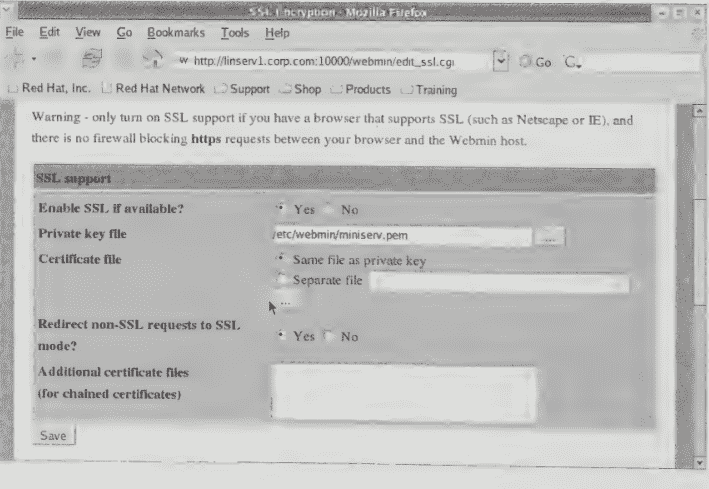 SSL Encryption - Mozilla Firefox
File Edit View Go Bookmarks Tools Help
w http://linserv1.corp.com:10000/webmin/edit_ssl.cgi Go
Red Hat, Inc. Red Hat Network Support Shop Products Training
Warning - only turn on SSL support if you have a browser that supports SSL (such as Netscape or IE), and
there is no firewall blocking https requests between your browser and the Webmin host.
SSL support
Enable SSL if available? Yes No
Private key file /etc/webmin/miniserv.pem ...
Certificate file Same file as private key
Separate file
...
Redirect non-SSL requests to SSL
mode? Yes No
Additional certificate files
(for chained certificates)
Save